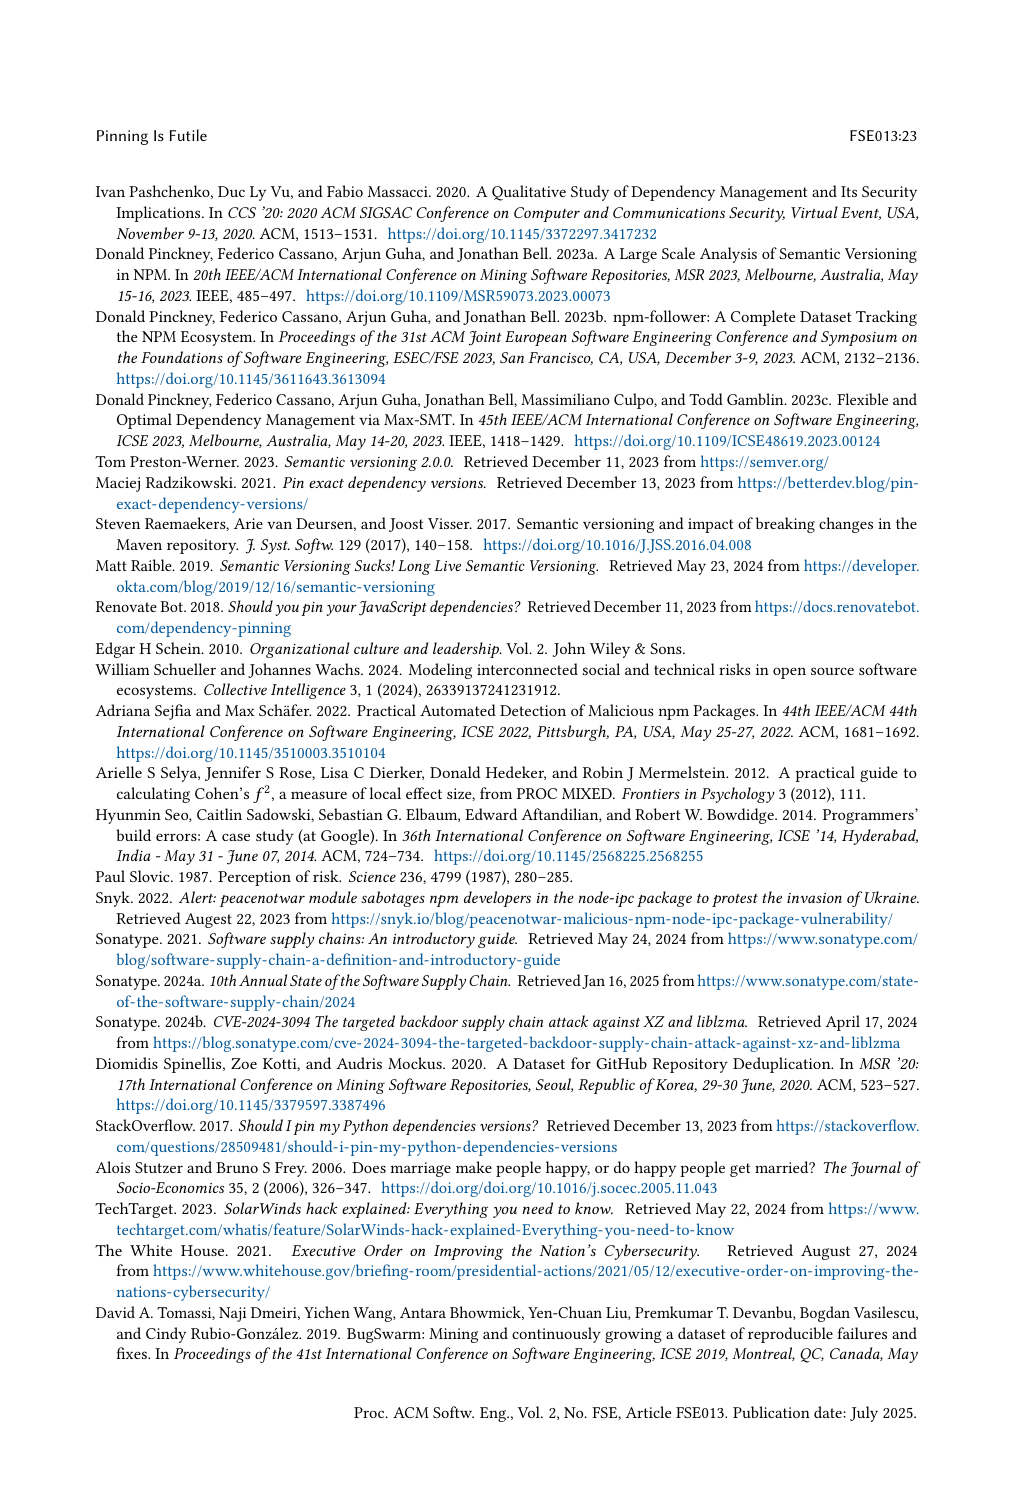 Pinning Is Futile FSE013:23
Ivan Pashchenko, Duc Ly Vu, and Fabio Massacci. 2020. A Qualitative Study of Dependency Management and Its Security
Implications. In CCS ’20: 2020 ACM SIGSAC Conference on Computer and Communications Security, Virtual Event, USA,
November 9-13, 2020. ACM, 1513–1531. https://doi.org/10.1145/3372297.3417232
Donald Pinckney, Federico Cassano, Arjun Guha, and Jonathan Bell. 2023a. A Large Scale Analysis of Semantic Versioning
in NPM. In 20th IEEE/ACM International Conference on Mining Software Repositories, MSR 2023, Melbourne, Australia, May
15-16, 2023. IEEE, 485–497. https://doi.org/10.1109/MSR59073.2023.00073
Donald Pinckney, Federico Cassano, Arjun Guha, and Jonathan Bell. 2023b. npm-follower: A Complete Dataset Tracking
the NPM Ecosystem. In Proceedings of the 31st ACM Joint European Software Engineering Conference and Symposium on
the Foundations of Software Engineering, ESEC/FSE 2023, San Francisco, CA, USA, December 3-9, 2023. ACM, 2132–2136.
https://doi.org/10.1145/3611643.3613094
Donald Pinckney, Federico Cassano, Arjun Guha, Jonathan Bell, Massimiliano Culpo, and Todd Gamblin. 2023c. Flexible and
Optimal Dependency Management via Max-SMT. In 45th IEEE/ACM International Conference on Software Engineering,
ICSE 2023, Melbourne, Australia, May 14-20, 2023. IEEE, 1418–1429. https://doi.org/10.1109/ICSE48619.2023.00124
Tom Preston-Werner. 2023. Semantic versioning 2.0.0. Retrieved December 11, 2023 from https://semver.org/
Maciej Radzikowski. 2021. Pin exact dependency versions. Retrieved December 13, 2023 from https://betterdev.blog/pin-
exact-dependency-versions/
Steven Raemaekers, Arie van Deursen, and Joost Visser. 2017. Semantic versioning and impact of breaking changes in the
Maven repository. J. Syst. Softw. 129 (2017), 140–158. https://doi.org/10.1016/J.JSS.2016.04.008
Matt Raible. 2019. Semantic Versioning Sucks! Long Live Semantic Versioning. Retrieved May 23, 2024 from https://developer.
okta.com/blog/2019/12/16/semantic-versioning
Renovate Bot. 2018. Should you pin your JavaScript dependencies? Retrieved December 11, 2023 from https://docs.renovatebot.
com/dependency-pinning
Edgar H Schein. 2010. Organizational culture and leadership. Vol. 2. John Wiley & Sons.
William Schueller and Johannes Wachs. 2024. Modeling interconnected social and technical risks in open source software
ecosystems. Collective Intelligence 3, 1 (2024), 26339137241231912.
Adriana Sejfia and Max Schäfer. 2022. Practical Automated Detection of Malicious npm Packages. In 44th IEEE/ACM 44th
International Conference on Software Engineering, ICSE 2022, Pittsburgh, PA, USA, May 25-27, 2022. ACM, 1681–1692.
https://doi.org/10.1145/3510003.3510104
Arielle S Selya, Jennifer S Rose, Lisa C Dierker, Donald Hedeker, and Robin J Mermelstein. 2012. A practical guide to
calculating Cohen’s f², a measure of local effect size, from PROC MIXED. Frontiers in Psychology 3 (2012), 111.
Hyunmin Seo, Caitlin Sadowski, Sebastian G. Elbaum, Edward Aftandilian, and Robert W. Bowdidge. 2014. Programmers’
build errors: A case study (at Google). In 36th International Conference on Software Engineering, ICSE ’14, Hyderabad,
India - May 31 - June 07, 2014. ACM, 724–734. https://doi.org/10.1145/2568225.2568255
Paul Slovic. 1987. Perception of risk. Science 236, 4799 (1987), 280–285.
Snyk. 2022. Alert: peacenotwar module sabotages npm developers in the node-ipc package to protest the invasion of Ukraine.
Retrieved Augest 22, 2023 from https://snyk.io/blog/peacenotwar-malicious-npm-node-ipc-package-vulnerability/
Sonatype. 2021. Software supply chains: An introductory guide. Retrieved May 24, 2024 from https://www.sonatype.com/
blog/software-supply-chain-a-definition-and-introductory-guide
Sonatype. 2024a. 10th Annual State of the Software Supply Chain. Retrieved Jan 16, 2025 from https://www.sonatype.com/state-
of-the-software-supply-chain/2024
Sonatype. 2024b. CVE-2024-3094 The targeted backdoor supply chain attack against XZ and liblzma. Retrieved April 17, 2024
from https://blog.sonatype.com/cve-2024-3094-the-targeted-backdoor-supply-chain-attack-against-xz-and-liblzma
Diomidis Spinellis, Zoe Kotti, and Audris Mockus. 2020. A Dataset for GitHub Repository Deduplication. In MSR ’20:
17th International Conference on Mining Software Repositories, Seoul, Republic of Korea, 29-30 June, 2020. ACM, 523–527.
https://doi.org/10.1145/3379597.3387496
StackOverflow. 2017. Should I pin my Python dependencies versions? Retrieved December 13, 2023 from https://stackoverflow.
com/questions/28509481/should-i-pin-my-python-dependencies-versions
Alois Stutzer and Bruno S Frey. 2006. Does marriage make people happy, or do happy people get married? The Journal of
Socio-Economics 35, 2 (2006), 326–347. https://doi.org/doi.org/10.1016/j.socec.2005.11.043
TechTarget. 2023. SolarWinds hack explained: Everything you need to know. Retrieved May 22, 2024 from https://www.
techtarget.com/whatis/feature/SolarWinds-hack-explained-Everything-you-need-to-know
The White House. 2021. Executive Order on Improving the Nation’s Cybersecurity. Retrieved August 27, 2024
from https://www.whitehouse.gov/briefing-room/presidential-actions/2021/05/12/executive-order-on-improving-the-
nations-cybersecurity/
David A. Tomassi, Naji Dmeiri, Yichen Wang, Antara Bhowmick, Yen-Chuan Liu, Premkumar T. Devanbu, Bogdan Vasilescu,
and Cindy Rubio-González. 2019. BugSwarm: Mining and continuously growing a dataset of reproducible failures and
fixes. In Proceedings of the 41st International Conference on Software Engineering, ICSE 2019, Montreal, QC, Canada, May
Proc. ACM Softw. Eng., Vol. 2, No. FSE, Article FSE013. Publication date: July 2025.